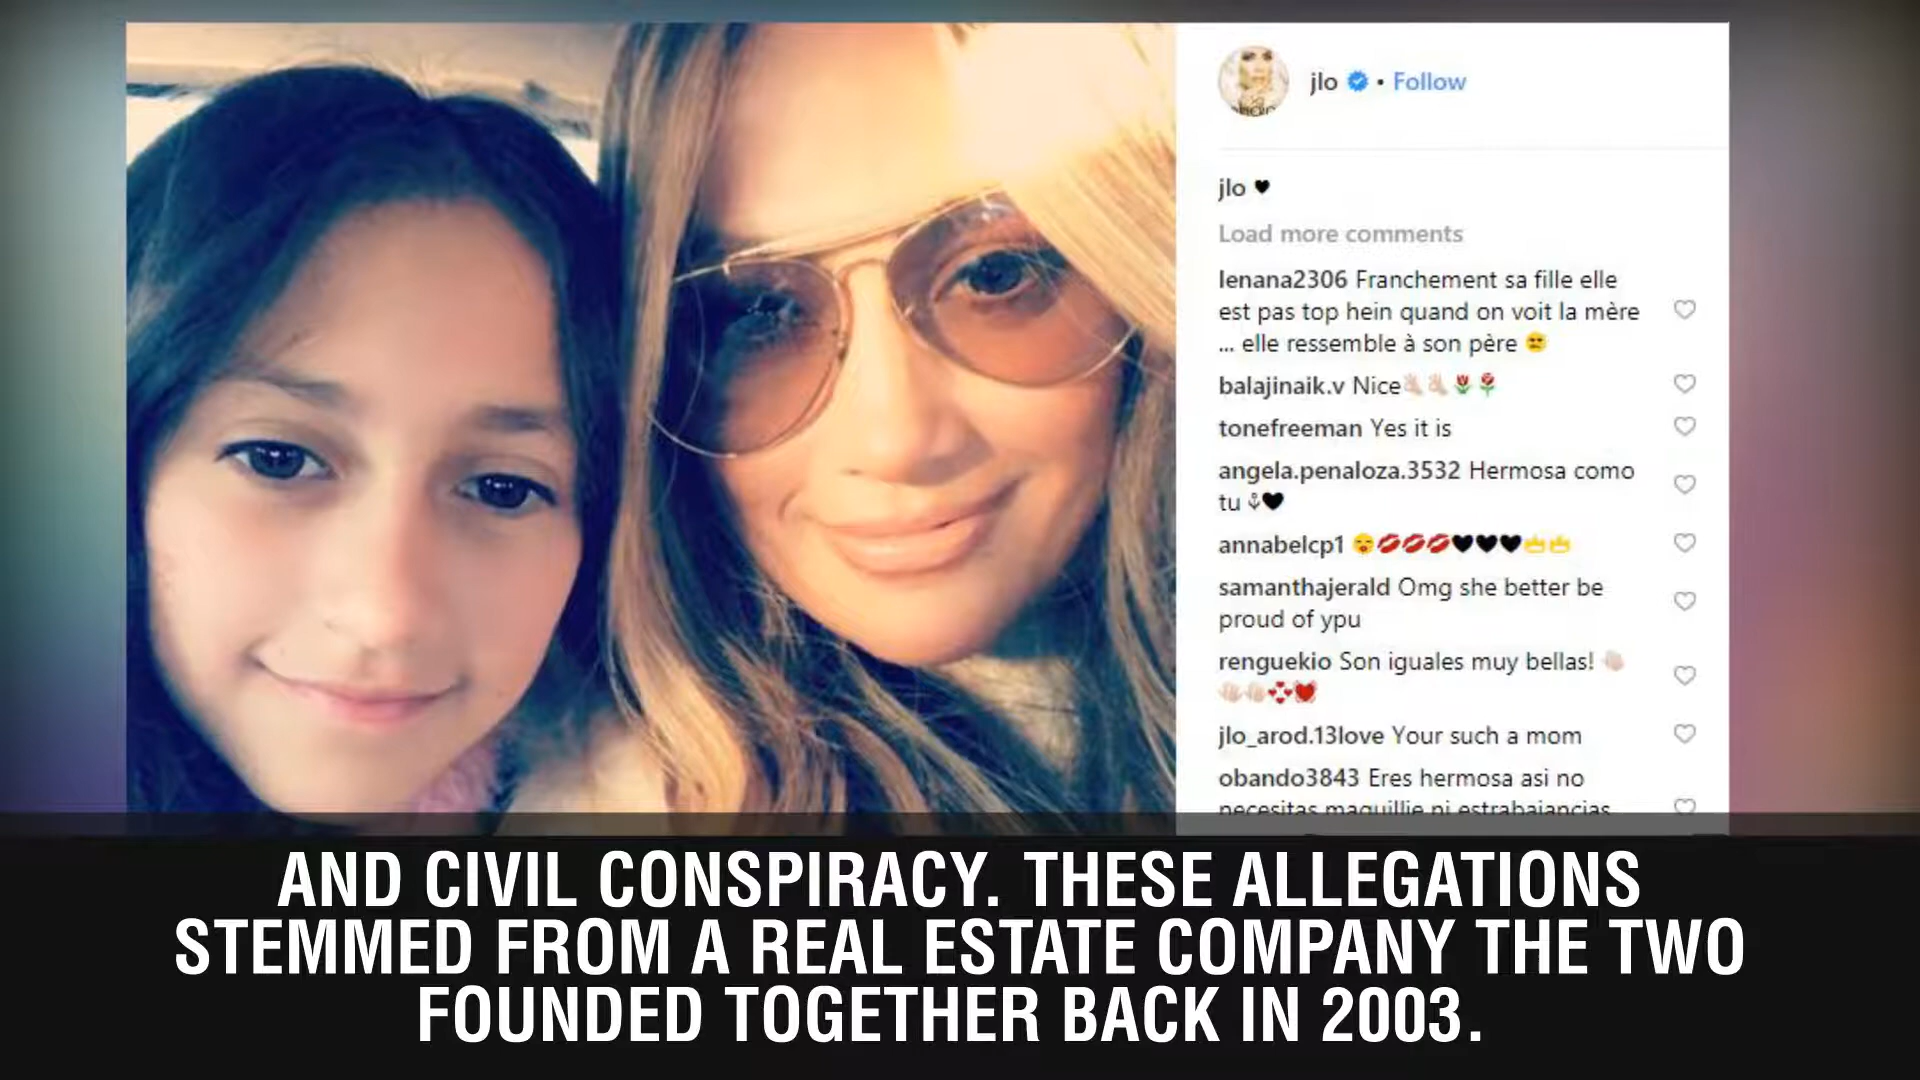 jlo • Follow
jlo 🖤
Load more comments
lenana2306 Franchement sa fille elle
est pas top hein quand on voit la mère
... elle ressemble à son père 😒
balajinaik.v Nice👌🏻👌🏻🌷🌹
tonefreeman Yes it is
angela.penaloza.3532 Hermosa como
tu ⚓🖤
annabelcp1 😚💋💋💋🖤🖤🖤👑👑
samanthajerald Omg she better be
proud of ypu
renguekio Son iguales muy bellas! 👏🏻
👏🏻👏🏻💞💓
jlo_arod.13love Your such a mom
obando3843 Eres hermosa asi no
necesitas maquillie ni estrabajancias
AND CIVIL CONSPIRACY. THESE ALLEGATIONS
STEMMED FROM A REAL ESTATE COMPANY THE TWO
FOUNDED TOGETHER BACK IN 2003.